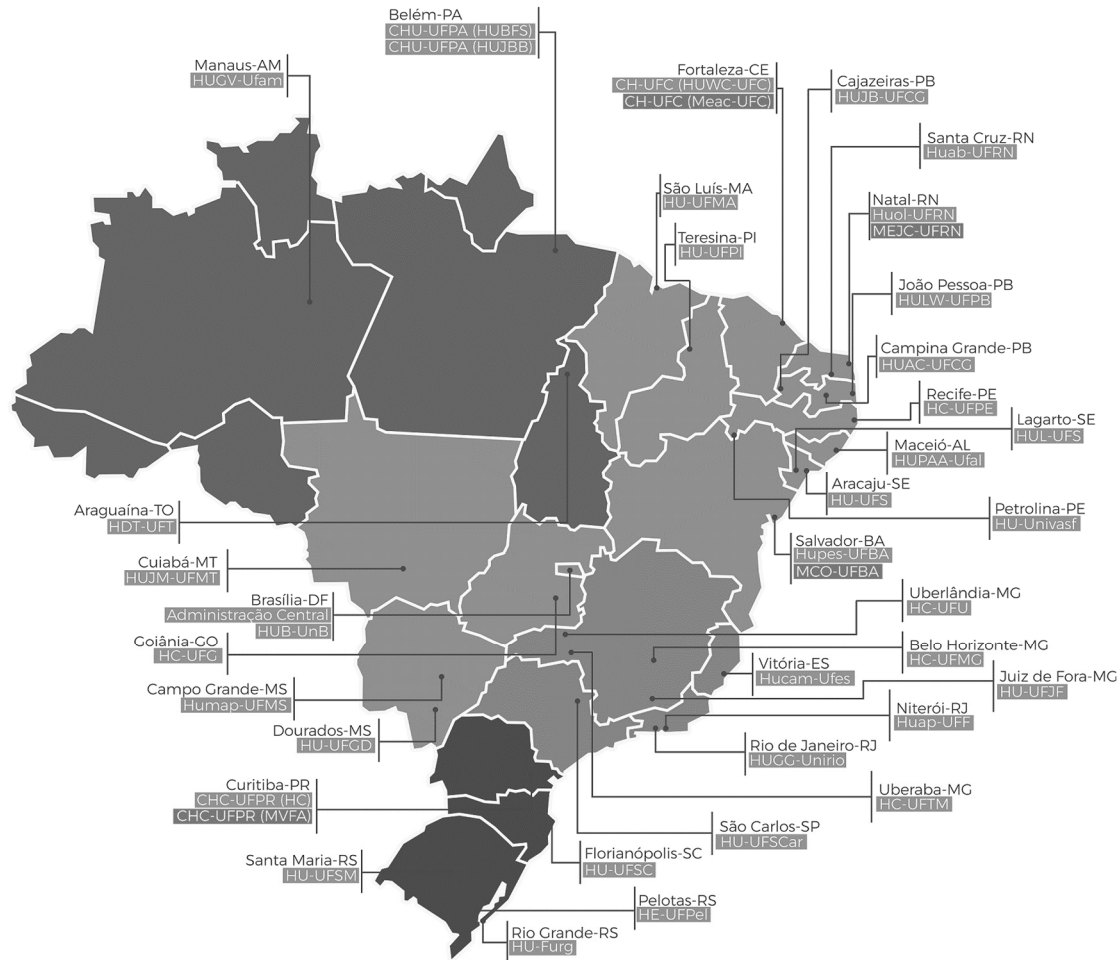 Belém-PA
CHU-UFPA (HUBFS)
CHU-UFPA (HUJBB)
Manaus-AM
HUGV-Ufam
Fortaleza-CE
CH-UFC (HUWC-UFC)
CH-UFC (Meac-UFC)
Cajazeiras-PB
HUJB-UFCG
Santa Cruz-RN
Huab-UFRN
São Luís-MA
HU-UFMA
Natal-RN
Huol-UFRN
MEJC-UFRN
Teresina-PI
HU-UFPI
João Pessoa-PB
HULW-UFPB
Campina Grande-PB
HUAC-UFCG
Recife-PE
HC-UFPE
Lagarto-SE
HUL-UFS
Maceió-AL
HUPAA-Ufal
Aracaju-SE
HU-UFS
Petrolina-PE
HU-Univasf
Araguaína-TO
HDT-UFT
Salvador-BA
Hupes-UFBA
MCO-UFBA
Cuiabá-MT
HUJM-UFMT
Brasília-DF
Administração Central
HUB-UnB
Uberlândia-MG
HC-UFU
Goiânia-GO
HC-UFG
Belo Horizonte-MG
HC-UFMG
Vitória-ES
Hucam-Ufes
Juiz de Fora-MG
HU-UFJF
Campo Grande-MS
Humap-UFMS
Niterói-RJ
Huap-UFF
Dourados-MS
HU-UFGD
Rio de Janeiro-RJ
HUGG-Unirio
Curitiba-PR
CHC-UFPR (HC)
CHC-UFPR (MVFA)
Uberaba-MG
HC-UFTM
São Carlos-SP
HU-UFSCar
Santa Maria-RS
HU-UFSM
Florianópolis-SC
HU-UFSC
Pelotas-RS
HE-UFPel
Rio Grande-RS
HU-Furg